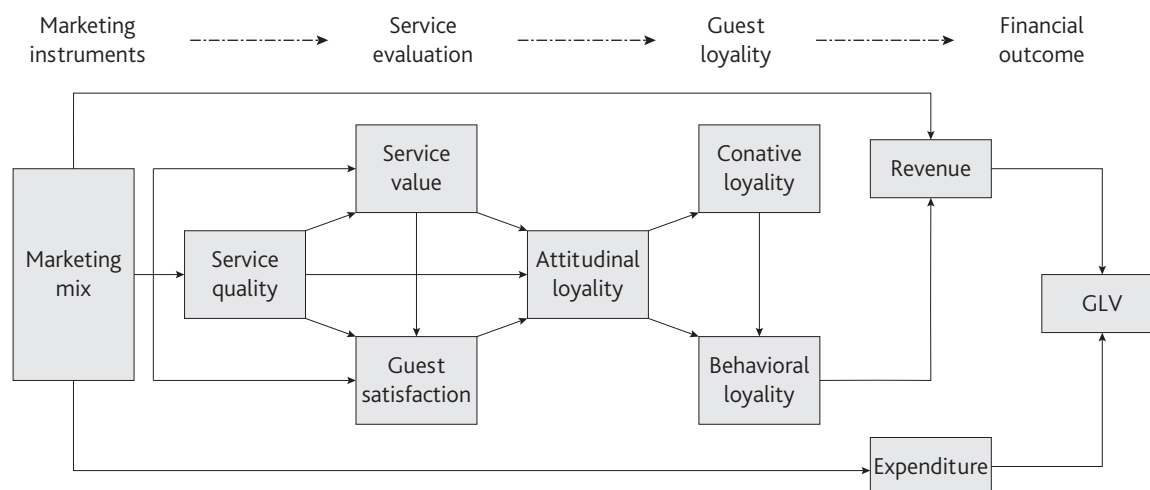 Marketing
instruments
Service
evaluation
Guest
loyality
Financial
outcome
Marketing
mix
Service
quality
Service
value
Guest
satisfaction
Attitudinal
loyality
Conative
loyality
Behavioral
loyality
Revenue
Expenditure
GLV